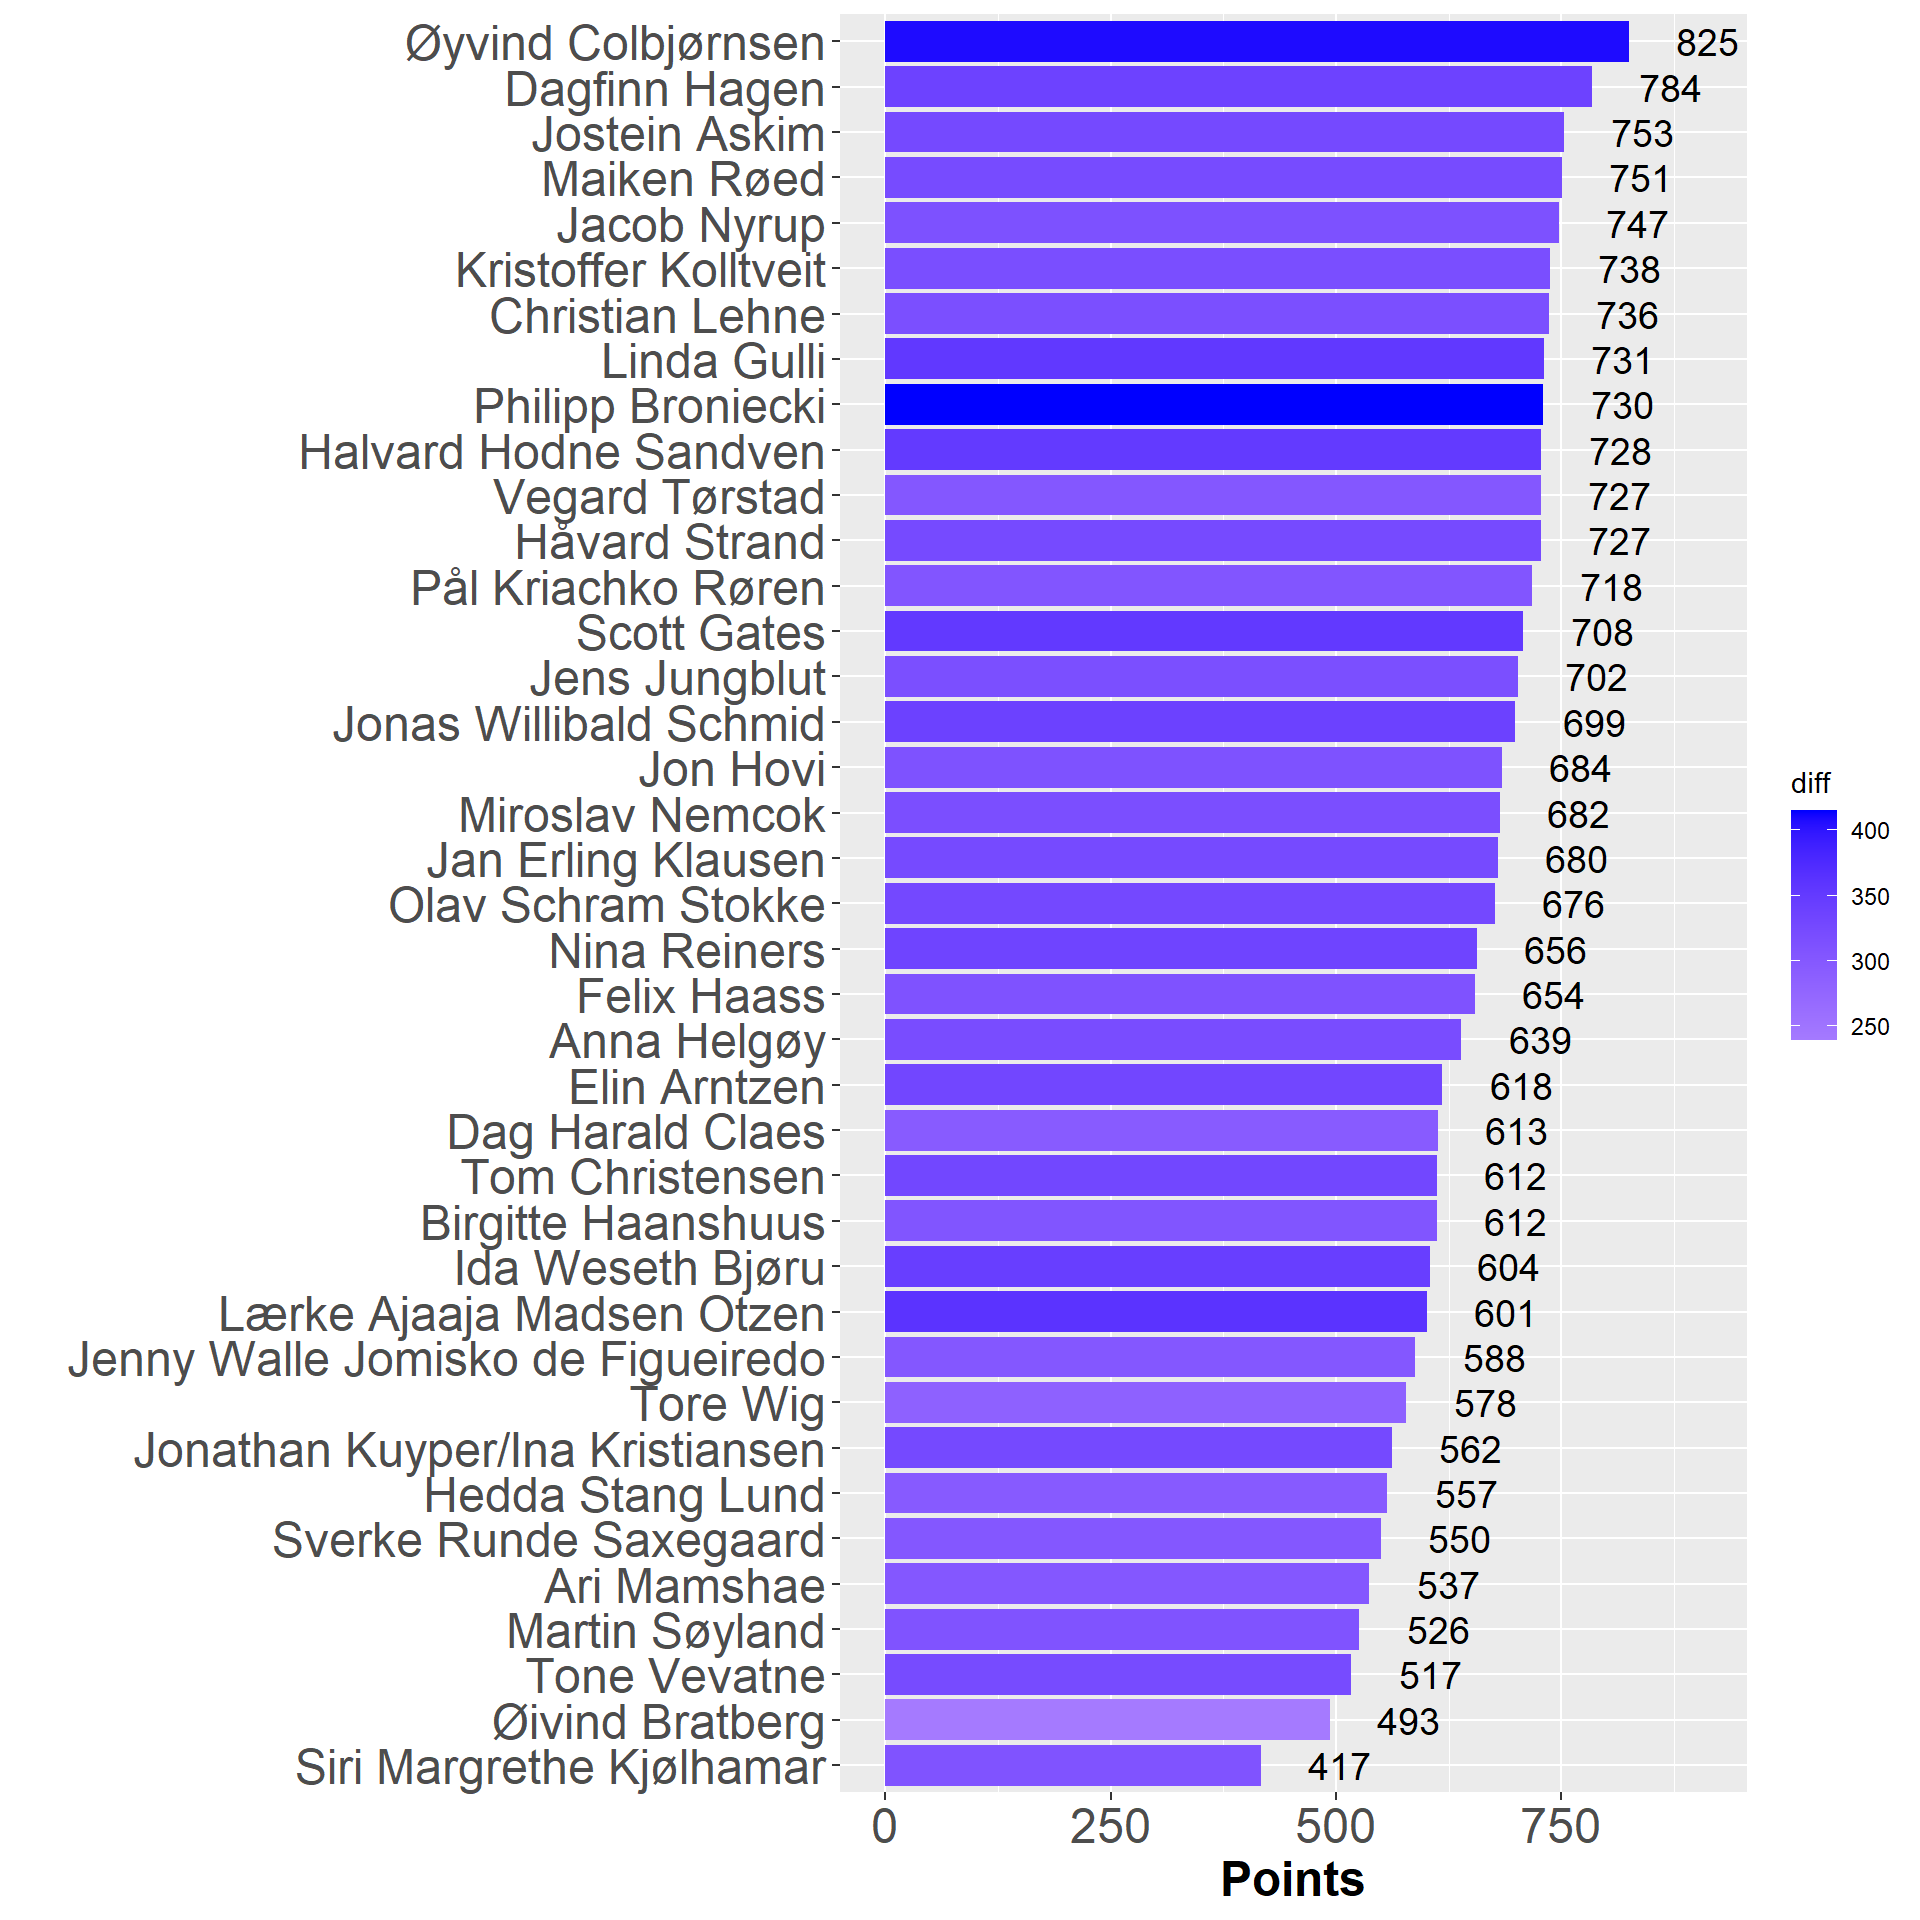 Øyvind Colbjørnsen 825
Dagfinn Hagen 784
Jostein Askim 753
Maiken Røed 751
Jacob Nyrup 747
Kristoffer Kolltveit 738
Christian Lehne 736
Linda Gulli 731
Philipp Broniecki 730
Halvard Hodne Sandven 728
Vegard Tørstad 727
Håvard Strand 727
Pål Kriachko Røren 718
Scott Gates 708
Jens Jungblut 702
Jonas Willibald Schmid 699
Jon Hovi 684
Miroslav Nemcok 682
Jan Erling Klausen 680
Olav Schram Stokke 676
Nina Reiners 656
Felix Haass 654
Anna Helgøy 639
Elin Arntzen 618
Dag Harald Claes 613
Tom Christensen 612
Birgitte Haanshuus 612
Ida Weseth Bjøru 604
Lærke Ajaaja Madsen Otzen 601
Jenny Walle Jomisko de Figueiredo 588
Tore Wig 578
Jonathan Kuyper/Ina Kristiansen 562
Hedda Stang Lund 557
Sverke Runde Saxegaard 550
Ari Mamshae 537
Martin Søyland 526
Tone Vevatne 517
Øivind Bratberg 493
Siri Margrethe Kjølhamar 417
0 250 500 750
Points
diff
400
350
300
250